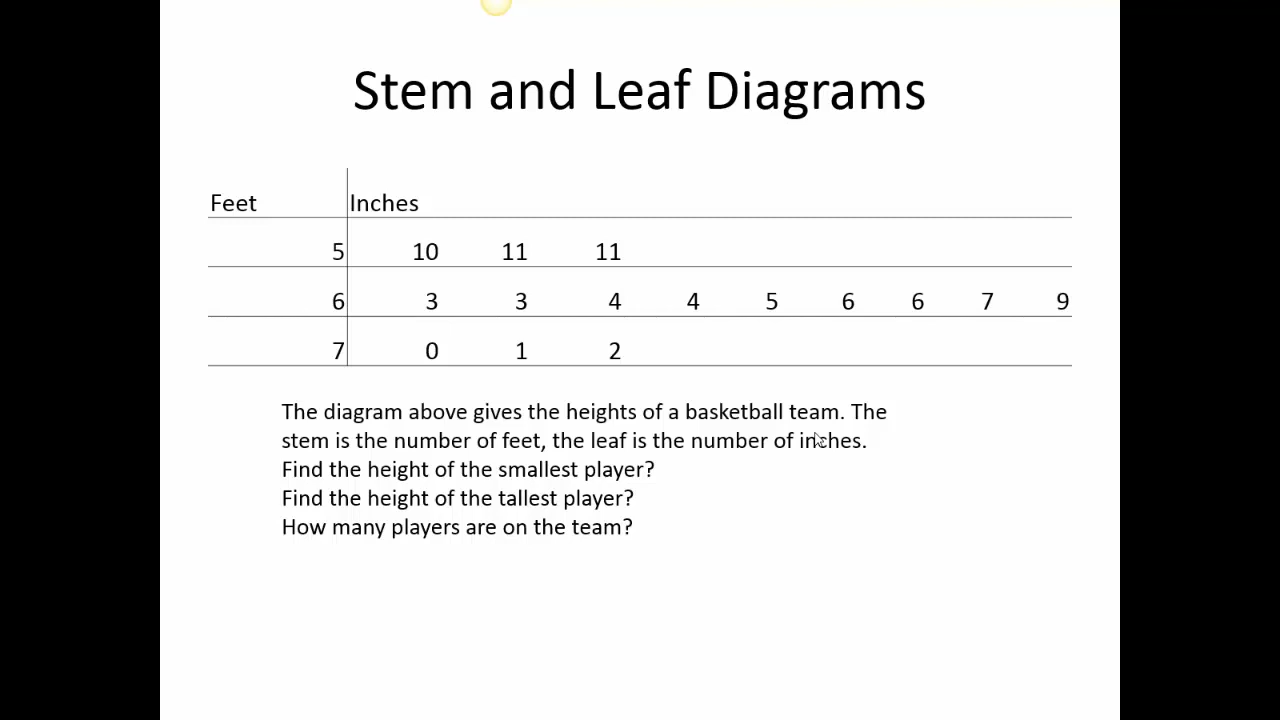 Stem and Leaf Diagrams
Feet Inches
5 10 11 11
6 3 3 4 4 5 6 6 7 9
7 0 1 2
The diagram above gives the heights of a basketball team. The
stem is the number of feet, the leaf is the number of inches.
Find the height of the smallest player?
Find the height of the tallest player?
How many players are on the team?